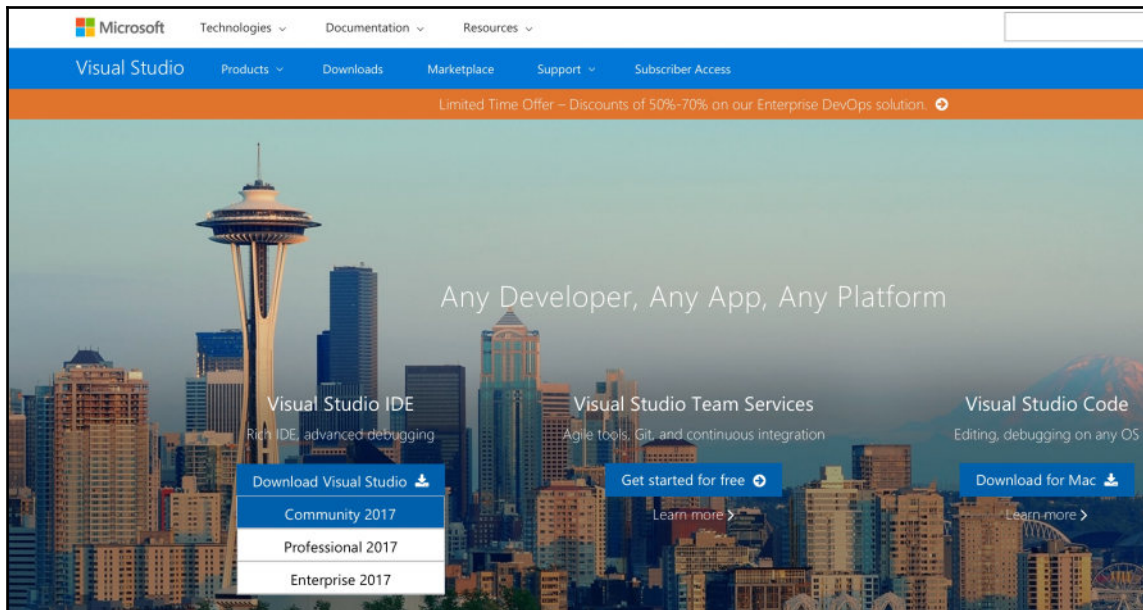 Microsoft Technologies Documentation Resources
Visual Studio Products Downloads Marketplace Support Subscriber Access
Limited Time Offer – Discounts of 50%-70% on our Enterprise DevOps solution.
Any Developer, Any App, Any Platform
Visual Studio IDE
Rich IDE, advanced debugging
Download Visual Studio
Community 2017
Professional 2017
Enterprise 2017
Visual Studio Team Services
Agile tools, Git, and continuous integration
Get started for free
Learn more
Visual Studio Code
Editing, debugging on any OS
Download for Mac
Learn more